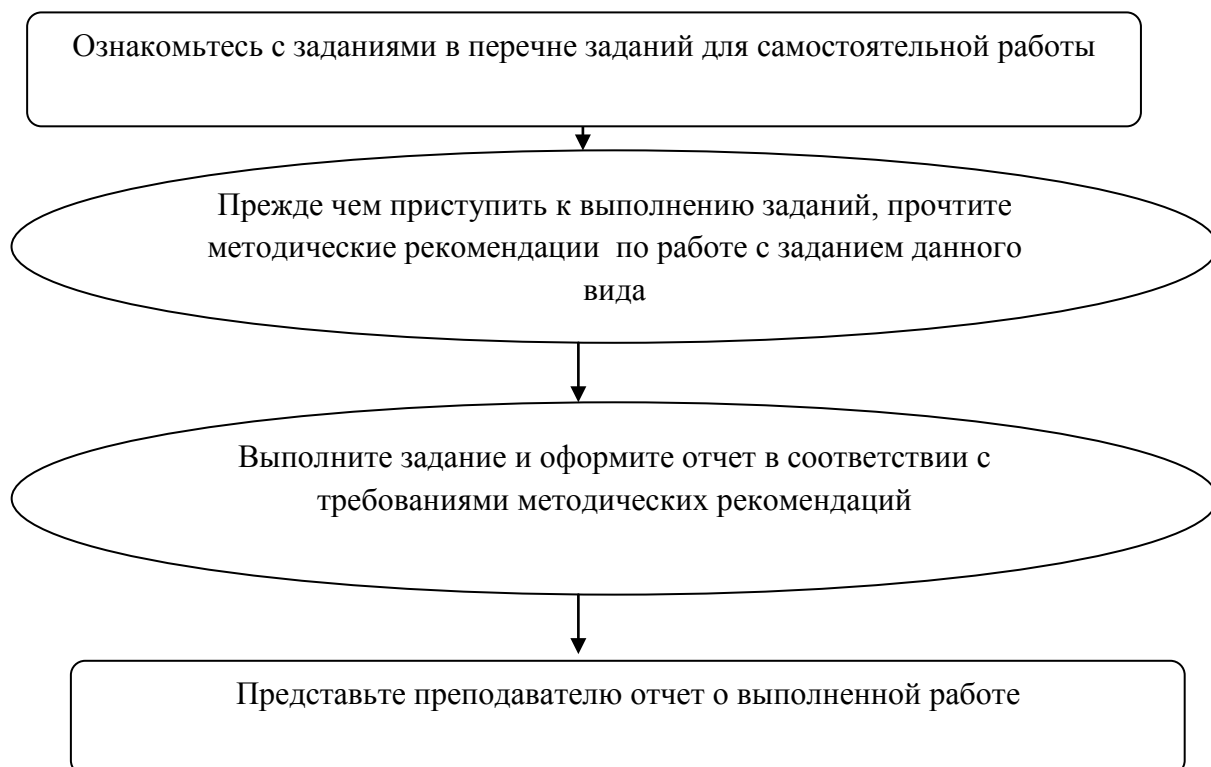 Ознакомьтесь с заданиями в перечне заданий для самостоятельной работы
Прежде чем приступить к выполнению заданий, прочтите
методические рекомендации  по работе с заданием данного
вида
Выполните задание и оформите отчет в соответствии с
требованиями методических рекомендаций
Представьте преподавателю отчет о выполненной работе